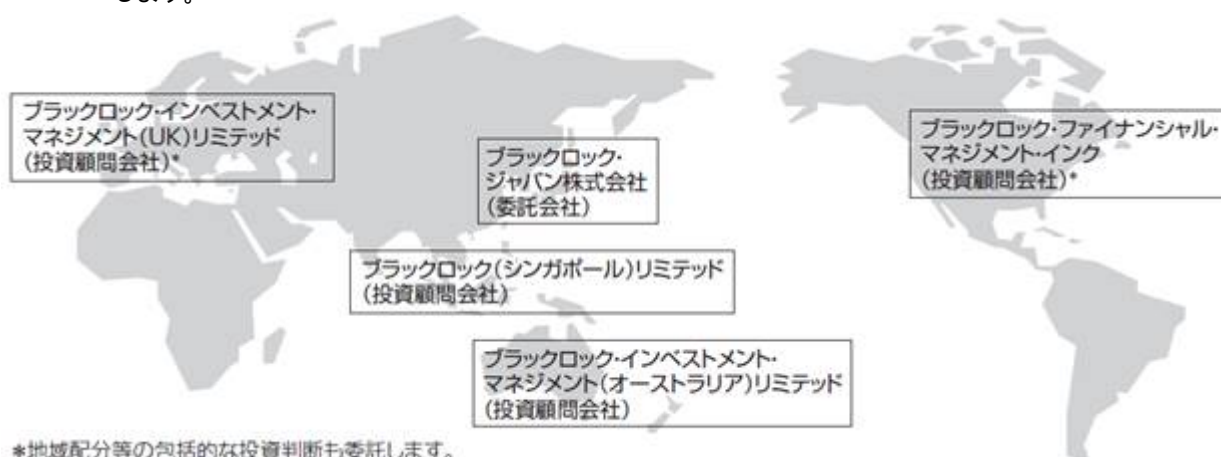 します。
ブラックロック・インベストメント・
マネジメント(UK)リミテッド
(投資顧問会社)*
ブラックロック・
ジャパン株式会社
(委託会社)
ブラックロック・ファイナンシャル・
マネジメント・インク
(投資顧問会社)*
ブラックロック(シンガポール)リミテッド
(投資顧問会社)
ブラックロック・インベストメント・
マネジメント(オーストラリア)リミテッド
(投資顧問会社)
*地域配分等の包括的な投資判断も委託します。